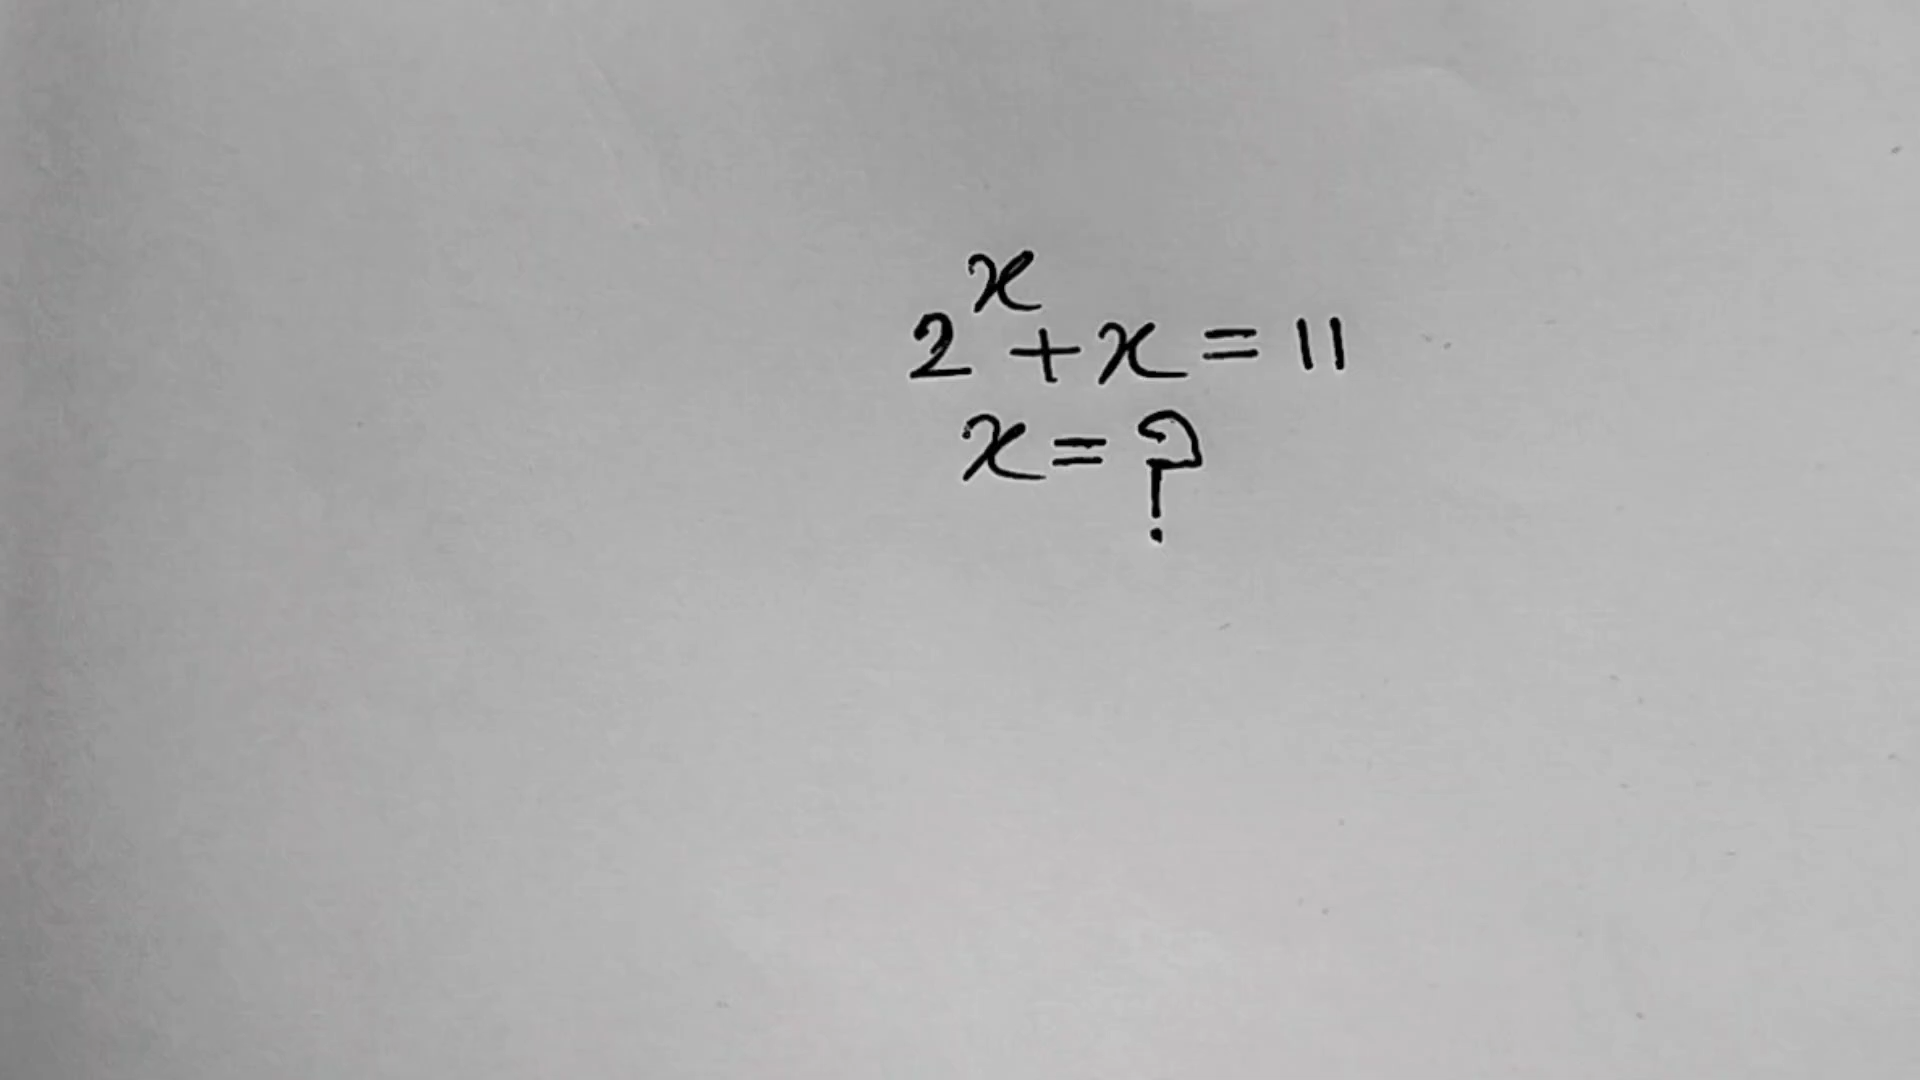 2^x + x = 11
x = ?